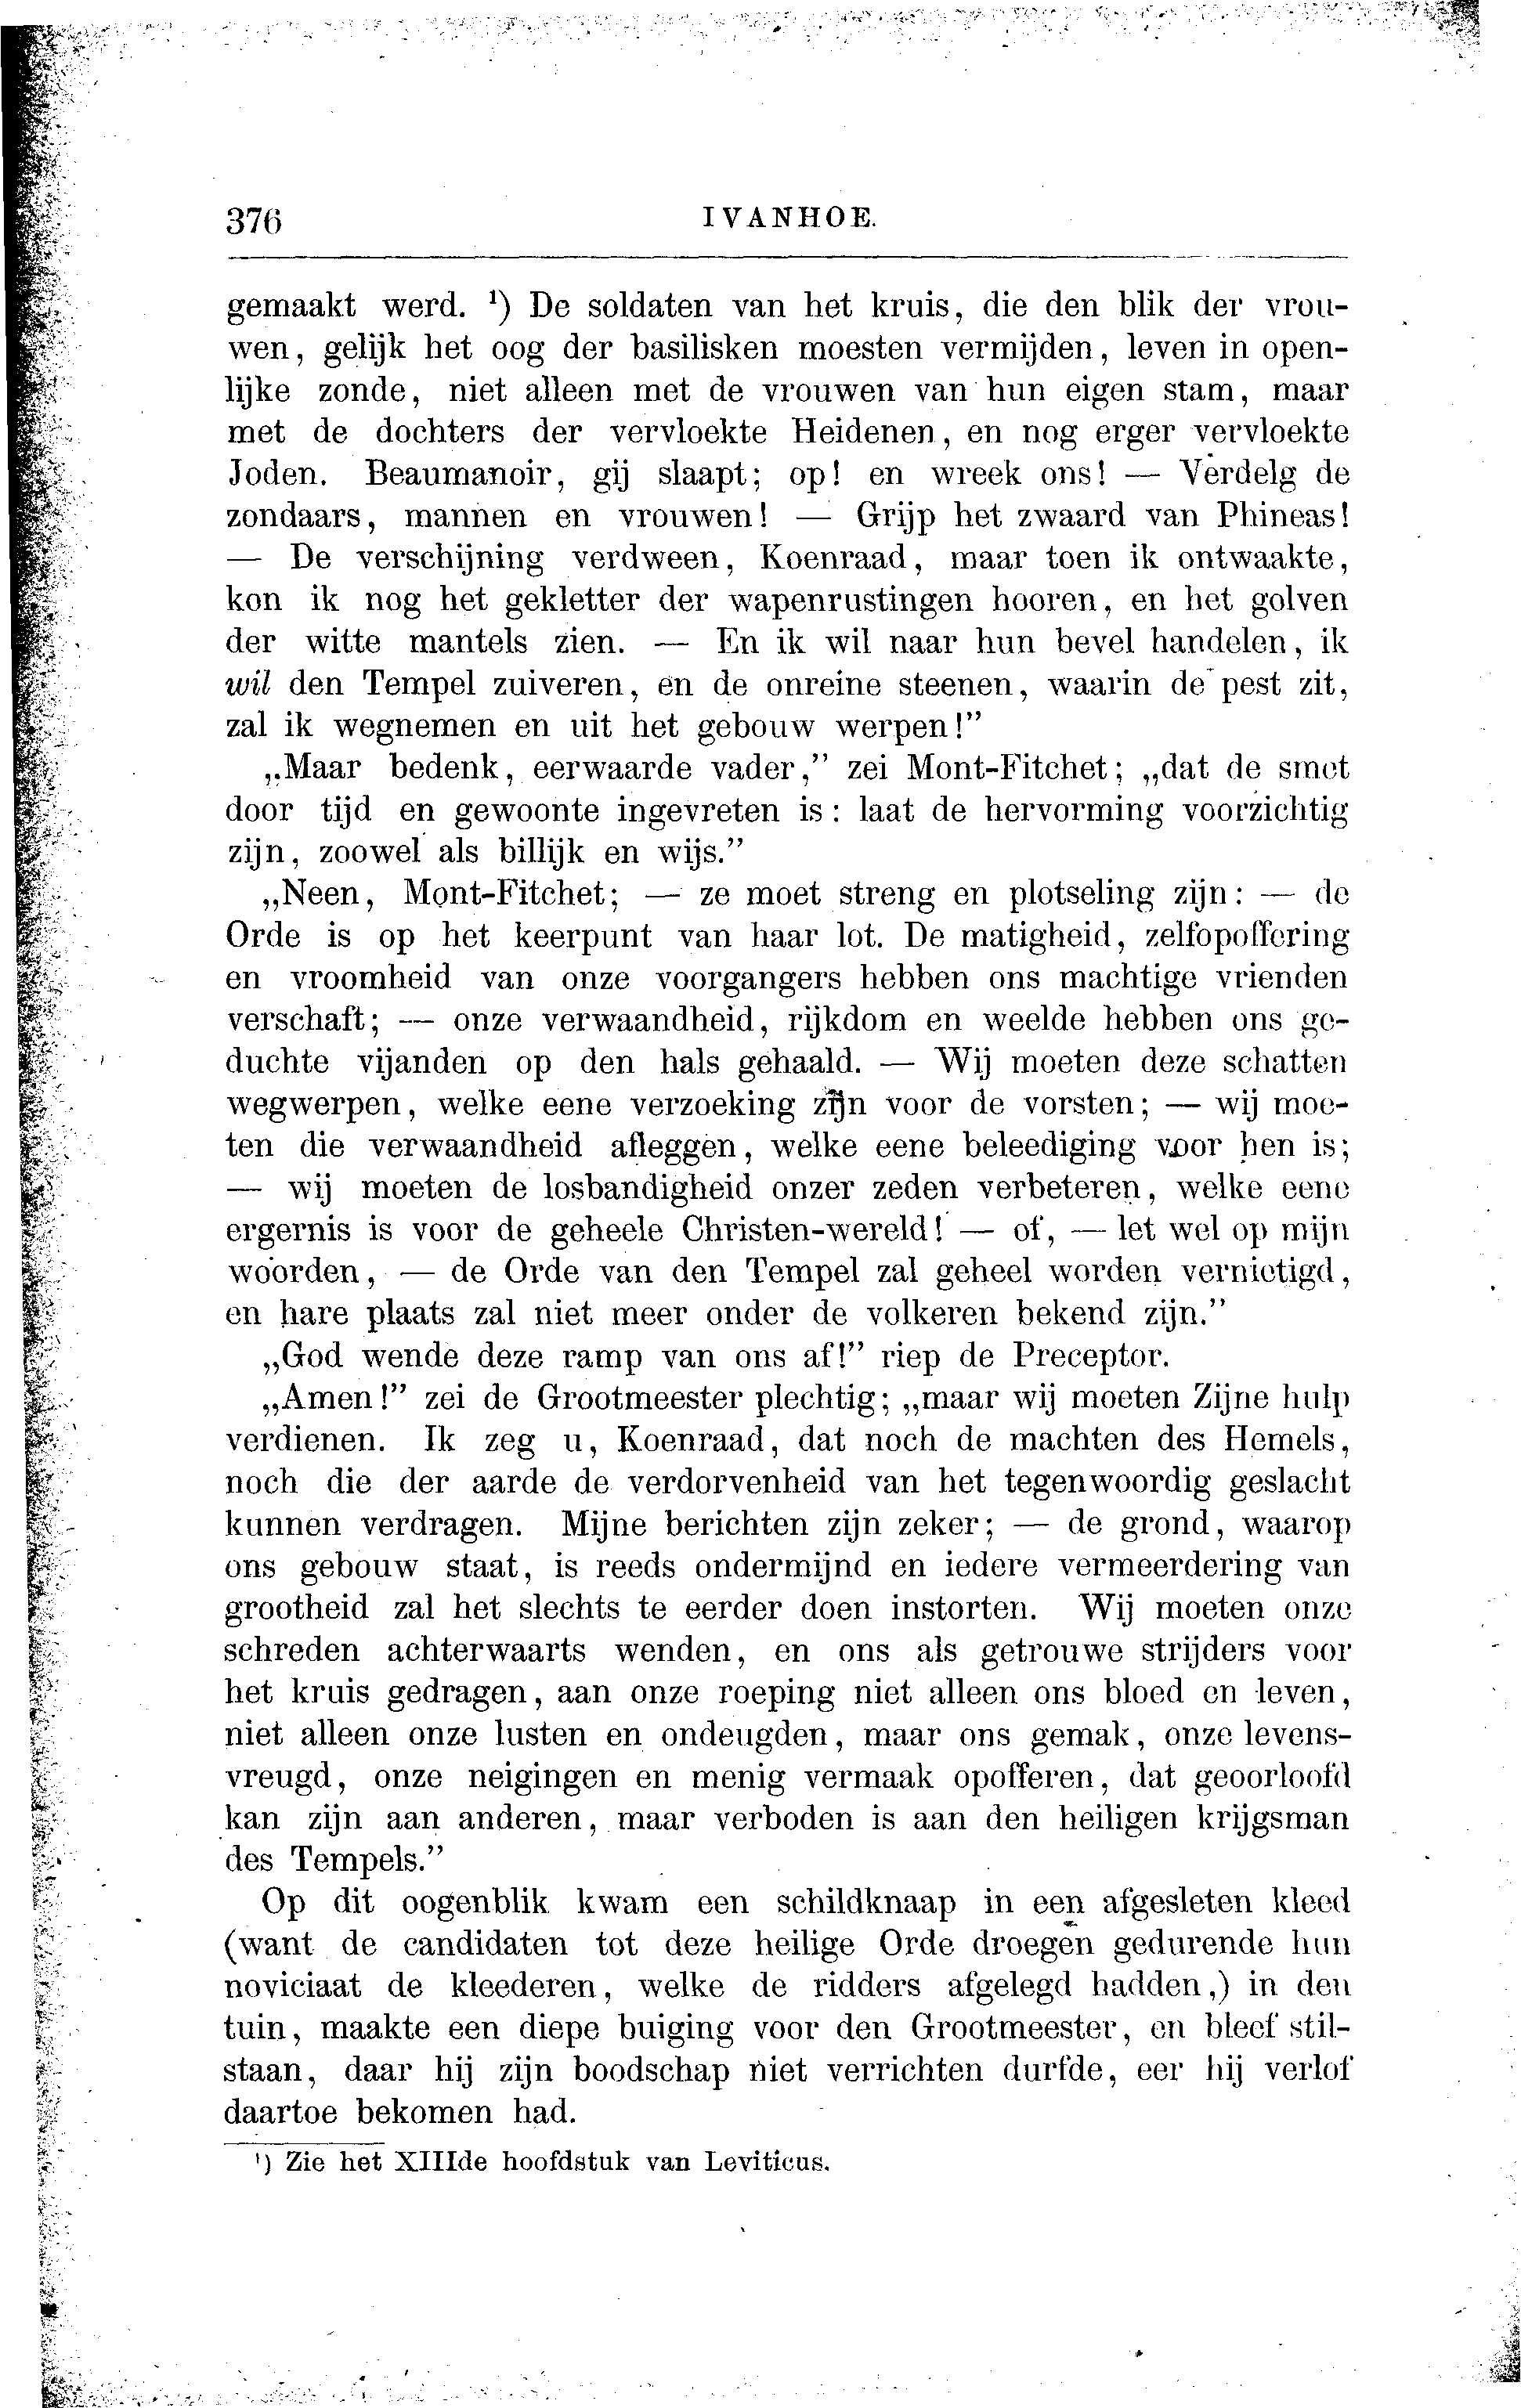 376 IVANHOE.
gemaakt werd. ¹) De soldaten van het kruis, die den blik der vrou-
wen, gelijk het oog der basilisken moesten vermijden, leven in open-
lijke zonde, niet alleen met de vrouwen van hun eigen stam, maar
met de dochters der vervloekte Heidenen, en nog erger vervloekte
Joden. Beaumanoir, gij slaapt; op! en wreek ons! — Verdelg de
zondaars, mannen en vrouwen! — Grijp het zwaard van Phineas!
— De verschijning verdween, Koenraad, maar toen ik ontwaakte,
kon ik nog het gekletter der wapenrustingen hooren, en het golven
der witte mantels zien. — En ik wil naar hun bevel handelen, ik
wil den Tempel zuiveren, en de onreine steenen, waarin de pest zit,
zal ik wegnemen en uit het gebouw werpen!”
„Maar bedenk, eerwaarde vader,” zei Mont-Fitchet; „dat de smet
door tijd en gewoonte ingevreten is: laat de hervorming voorzichtig
zijn, zoowel als billijk en wijs.”
„Neen, Mont-Fitchet; — ze moet streng en plotseling zijn: — de
Orde is op het keerpunt van haar lot. De matigheid, zelfopoffering
en vroomheid van onze voorgangers hebben ons machtige vrienden
verschaft; — onze verwaandheid, rijkdom en weelde hebben ons ge-
duchte vijanden op den hals gehaald. — Wij moeten deze schatten
wegwerpen, welke eene verzoeking zijn voor de vorsten; — wij moe-
ten die verwaandheid afleggen, welke eene beleediging voor hen is;
— wij moeten de losbandigheid onzer zeden verbeteren, welke eene
ergernis is voor de geheele Christen-wereld! — of, — let wel op mijn
woorden, — de Orde van den Tempel zal geheel worden vernietigd,
en hare plaats zal niet meer onder de volkeren bekend zijn.”
„God wende deze ramp van ons af!” riep de Preceptor.
„Amen!” zei de Grootmeester plechtig; „maar wij moeten Zijne hulp
verdienen. Ik zeg u, Koenraad, dat noch de machten des Hemels,
noch die der aarde de verdorvenheid van het tegenwoordig geslacht
kunnen verdragen. Mijne berichten zijn zeker; — de grond, waarop
ons gebouw staat, is reeds ondermijnd en iedere vermeerdering van
grootheid zal het slechts te eerder doen instorten. Wij moeten onze
schreden achterwaarts wenden, en ons als getrouwe strijders voor
het kruis gedragen, aan onze roeping niet alleen ons bloed en leven,
niet alleen onze lusten en ondeugden, maar ons gemak, onze levens-
vreugd, onze neigingen en menig vermaak opofferen, dat geoorloofd
kan zijn aan anderen, maar verboden is aan den heiligen krijgsman
des Tempels.”
Op dit oogenblik kwam een schildknaap in een afgesleten kleed
(want de candidaten tot deze heilige Orde droegen gedurende hun
noviciaat de kleederen, welke de ridders afgelegd hadden,) in den
tuin, maakte een diepe buiging voor den Grootmeester, en bleef stil-
staan, daar hij zijn boodschap niet verrichten durfde, eer hij verlof
daartoe bekomen had.
¹) Zie het XIIIde hoofdstuk van Leviticus.